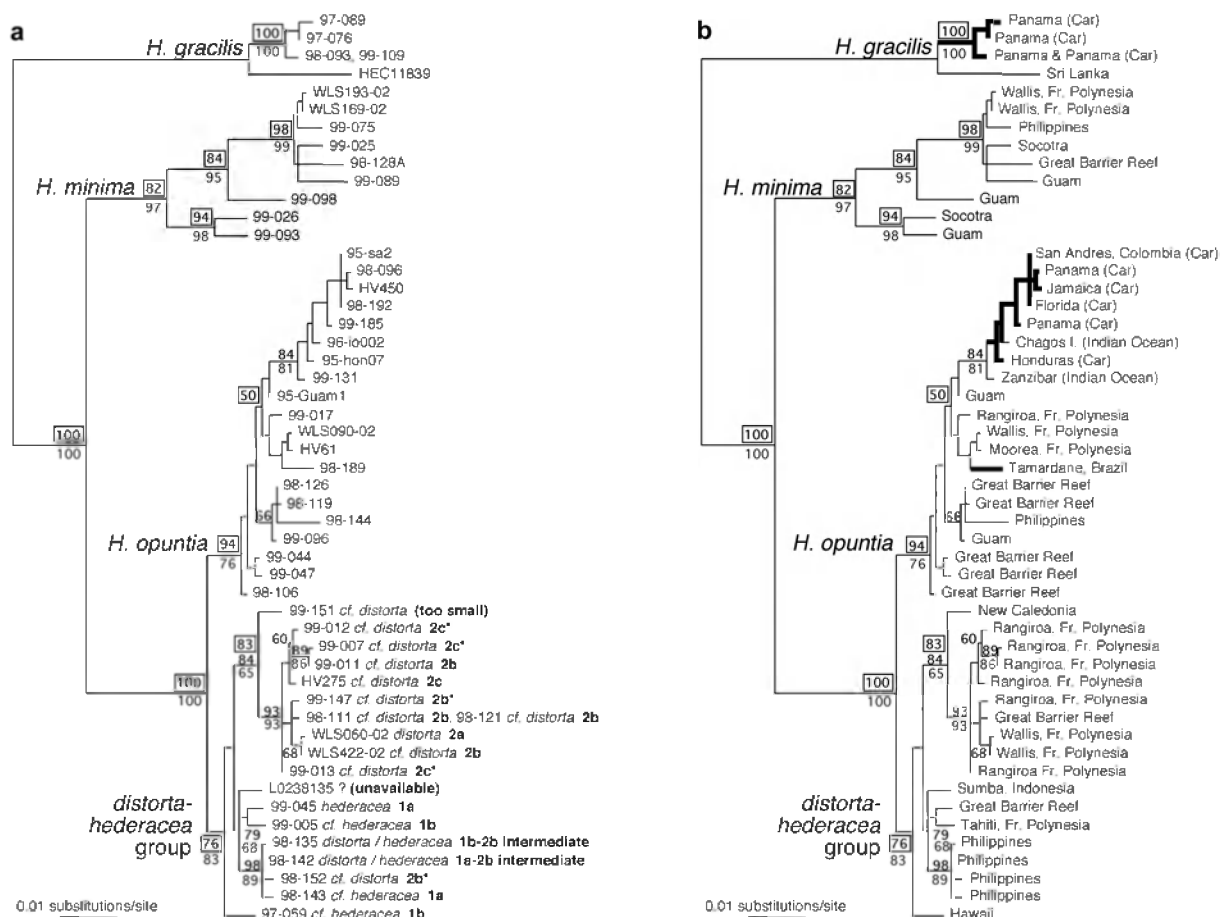 a
97-089
100
97-076
H. gracilis
100
98-093, 99-109
HEC11839
WLS193-02
WLS169-02
98
99-075
99
99-025
84
98-128A
95
99-089
H. minima
82
97
99-098
94
99-026
98
99-093
95-sa2
98-096
HV450
98-192
99-185
96-io002
84
95-hon07
81
99-131
50
95-Guam1
99-017
WLS090-02
100
HV61
100
98-189
98-126
98-119
66
98-144
99-096
H. opuntia
94
99-044
76
99-047
98-106
99-151 cf. distorta (too small)
99-012 cf. distorta 2c*
83
60
99-007 cf. distorta 2c*
89
84
86
99-011 cf. distorta 2b
65
HV275 cf. distorta 2c
100
100
99-147 cf. distorta 2b*
93
93
98-111 cf. distorta 2b, 98-121 cf. distorta 2b
WLS060-02 distorta 2a
68
WLS422-02 cf. distorta 2b
99-013 cf. distorta 2c*
L0238135 ? (unavailable)
distorta-
hederacea
group
99-045 hederacea 1a
99-005 cf. hederacea 1b
76
79
83
68
98-135 distorta / hederacea 1b-2b intermediate
98-142 distorta / hederacea 1a-2b intermediate
98
98-152 cf. distorta 2b*
89
98-143 cf. hederacea 1a
97-059 cf. hederacea 1b
0.01 substitutions/site
b
Panama (Car)
100
Panama (Car)
H. gracilis
100
Panama & Panama (Car)
Sri Lanka
Wallis, Fr. Polynesia
Wallis, Fr. Polynesia
98
Philippines
99
Socotra
84
Great Barrier Reef
95
Guam
H. minima
82
97
Guam
94
Socotra
98
Guam
San Andres, Colombia (Car)
Panama (Car)
Jamaica (Car)
Florida (Car)
Panama (Car)
Chagos I. (Indian Ocean)
84
Honduras (Car)
81
Zanzibar (Indian Ocean)
50
Guam
Rangiroa, Fr. Polynesia
Wallis, Fr. Polynesia
100
Moorea, Fr. Polynesia
100
Tamardane, Brazil
Great Barrier Reef
Great Barrier Reef
66
Philippines
Guam
H. opuntia
94
Great Barrier Reef
76
Great Barrier Reef
Great Barrier Reef
New Caledonia
Rangiroa, Fr. Polynesia
83
60
Rangiroa, Fr. Polynesia
89
84
86
Rangiroa, Fr. Polynesia
65
Rangiroa, Fr. Polynesia
100
100
Rangiroa, Fr. Polynesia
93
93
Great Barrier Reef
Wallis, Fr. Polynesia
68
Wallis, Fr. Polynesia
Rangiroa Fr. Polynesia
Sumba, Indonesia
distorta-
hederacea
group
Great Barrier Reef
Tahiti, Fr. Polynesia
76
79
83
68
Philippines
Philippines
98
Philippines
89
Philippines
Hawaii
0.01 substitutions/site